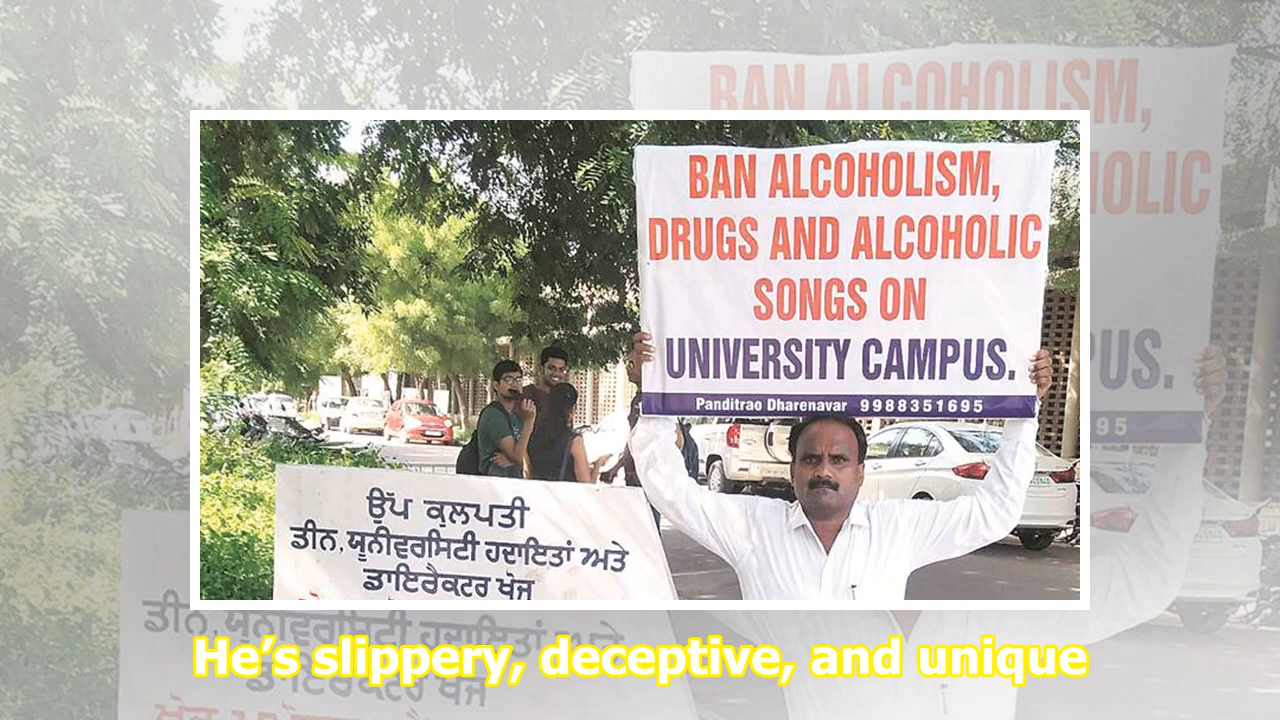 BAN ALCOHOLISM,
DRUGS AND ALCOHOLIC
SONGS ON
UNIVERSITY CAMPUS.
Panditrao Dharenavar 9988351695
ਉੱਪ ਕੁਲਪਤੀ
ਡੀਨ, ਯੂਨੀਵਰਸਿਟੀ ਹਦਾਇਤਾਂ ਅਤੇ
ਡਾਇਰੈਕਟਰ ਖੋਜ
He's slippery, deceptive, and unique